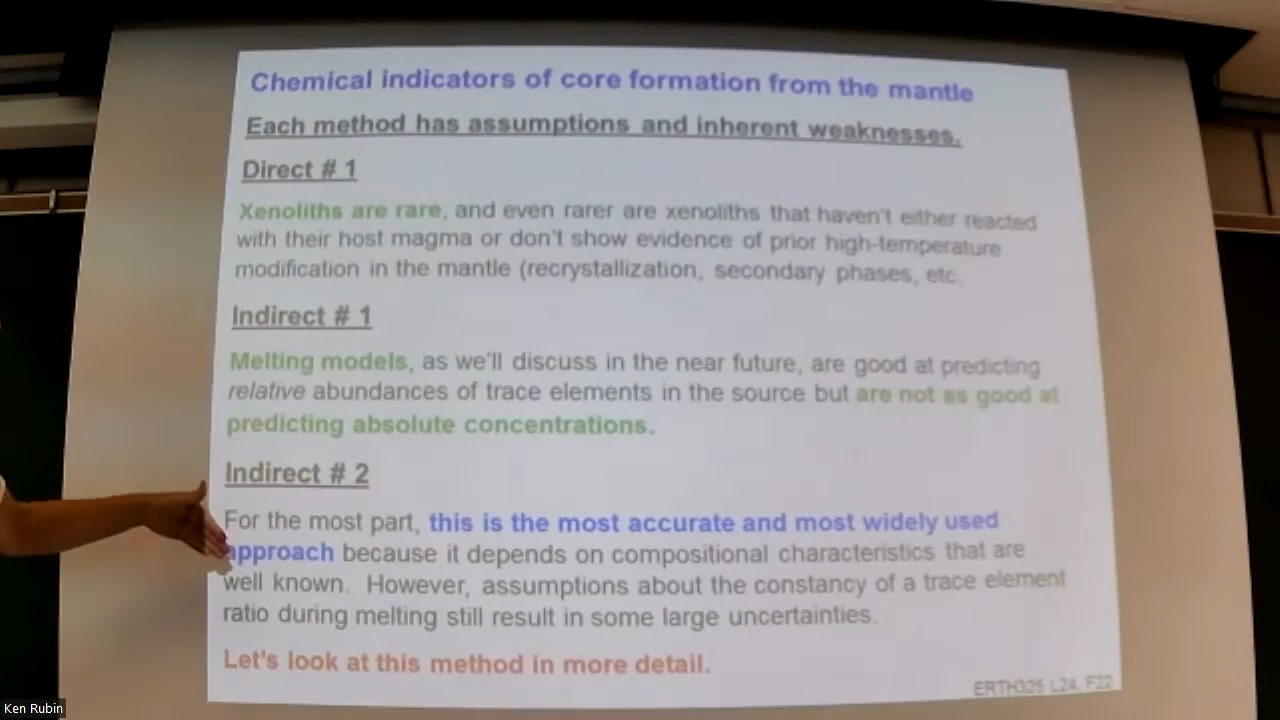 Chemical indicators of core formation from the mantle
Each method has assumptions and inherent weaknesses.
Direct # 1
Xenoliths are rare, and even rarer are xenoliths that haven't either reacted
with their host magma or don't show evidence of prior high-temperature
modification in the mantle (recrystallization, secondary phases, etc.
Indirect # 1
Melting models, as we'll discuss in the near future, are good at predicting
relative abundances of trace elements in the source but are not as good at
predicting absolute concentrations.
Indirect # 2
For the most part, this is the most accurate and most widely used
approach because it depends on compositional characteristics that are
well known. However, assumptions about the constancy of a trace element
ratio during melting still result in some large uncertainties.
Let's look at this method in more detail.
ERTH325 L24, F22
Ken Rubin